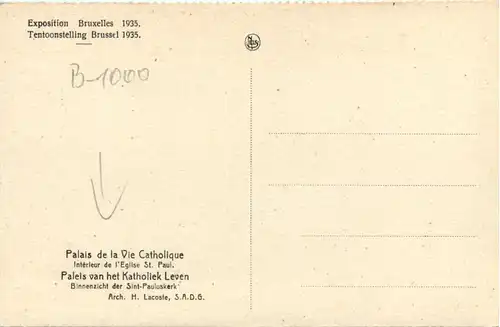 Exposition Bruxelles 1935.
Tentoonstelling Brussel 1935.
B-1000
Palais de la Vie Catholique
Intérieur de l'Eglise St. Paul.
Paleis van het Katholiek Leven
Binnenzicht der Sint-Pauluskerk
Arch. H. Lacoste, S.A.D.G.